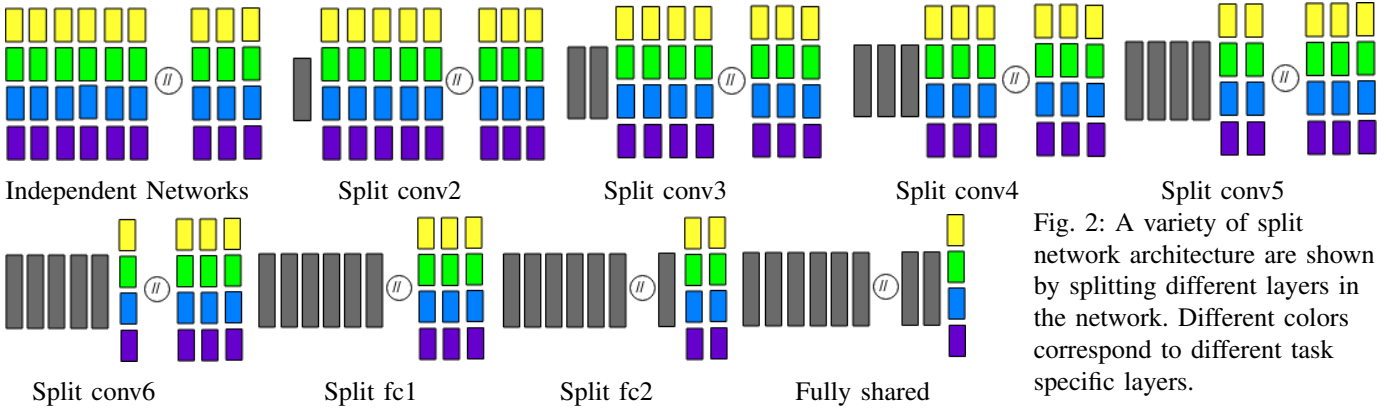 //
//
//
//
//
Independent Networks
Split conv2
Split conv3
Split conv4
Split conv5
//
//
//
//
Split conv6
Split fc1
Split fc2
Fully shared
Fig. 2: A variety of split
network architecture are shown
by splitting different layers in
the network. Different colors
correspond to different task
specific layers.